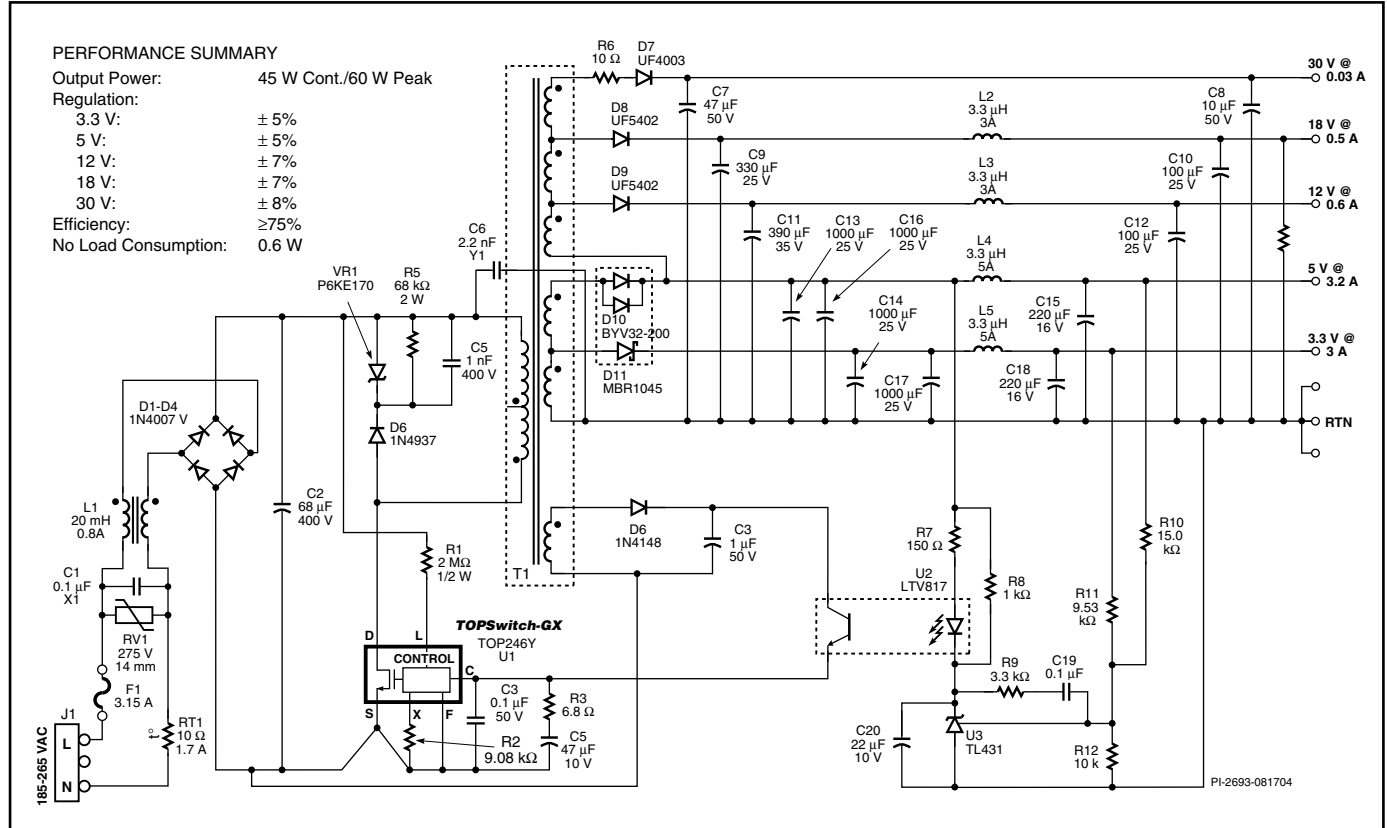 PERFORMANCE SUMMARY
Output Power: 45 W Cont./60 W Peak
Regulation:
3.3 V: ± 5%
5 V: ± 5%
12 V: ± 7%
18 V: ± 7%
30 V: ± 8%
Efficiency: ≥75%
No Load Consumption: 0.6 W
R6
10 Ω
D7
UF4003
30 V @
0.03 A
C7
47 µF
50 V
L2
3.3 µH
3A
C8
10 µF
50 V
D8
UF5402
18 V @
0.5 A
C9
330 µF
25 V
L3
3.3 µH
3A
C10
100 µF
25 V
D9
UF5402
12 V @
0.6 A
C11
390 µF
35 V
C13
1000 µF
25 V
C16
1000 µF
25 V
C12
100 µF
25 V
C6
2.2 nF
Y1
L4
3.3 µH
5A
5 V @
3.2 A
VR1
P6KE170
R5
68 kΩ
2 W
D10
BYV32-200
C14
1000 µF
25 V
C15
220 µF
16 V
L5
3.3 µH
5A
3.3 V @
3 A
C5
1 nF
400 V
D11
MBR1045
C17
1000 µF
25 V
C18
220 µF
16 V
D1-D4
1N4007 V
D6
1N4937
RTN
L1
20 mH
0.8A
C2
68 µF
400 V
R1
2 MΩ
1/2 W
T1
D6
1N4148
C3
1 µF
50 V
R7
150 Ω
U2
LTV817
R8
1 kΩ
R10
15.0
kΩ
R11
9.53
kΩ
C1
0.1 µF
X1
RV1
275 V
14 mm
F1
3.15 A
J1
L
N
185-265 VAC
t°
RT1
10 Ω
1.7 A
TOPSwitch-GX
TOP246Y
U1
D
L
CONTROL
C
S
X
F
R2
9.08 kΩ
C3
0.1 µF
50 V
R3
6.8 Ω
C5
47 µF
10 V
R9
3.3 kΩ
C19
0.1 µF
C20
22 µF
10 V
U3
TL431
R12
10 k
PI-2693-081704